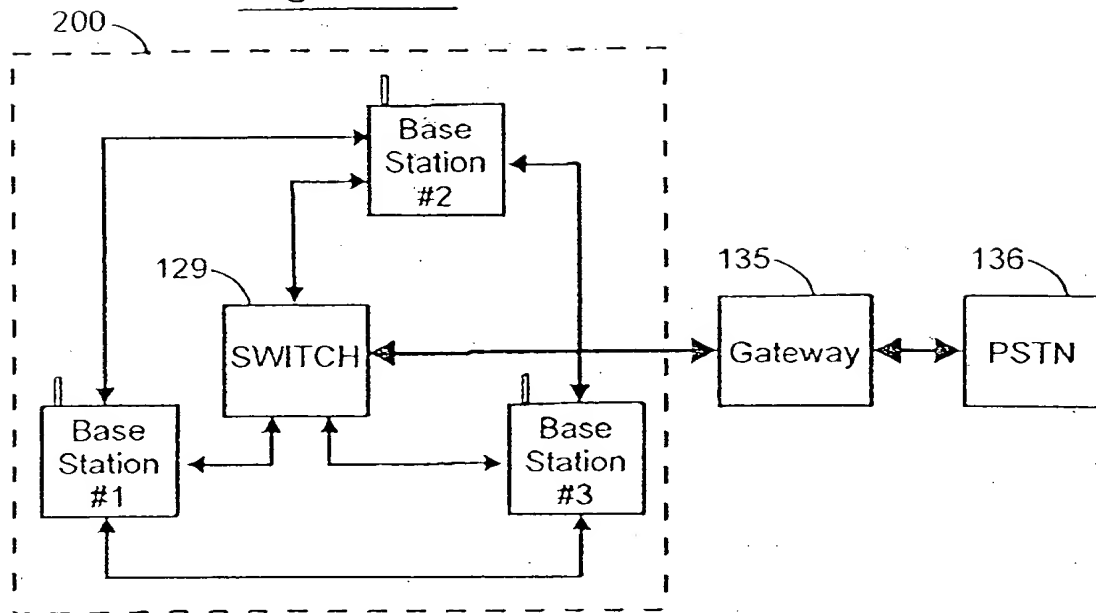 200
Base
Station
#2
129
135
136
SWITCH
Gateway
PSTN
Base
Station
#1
Base
Station
#3